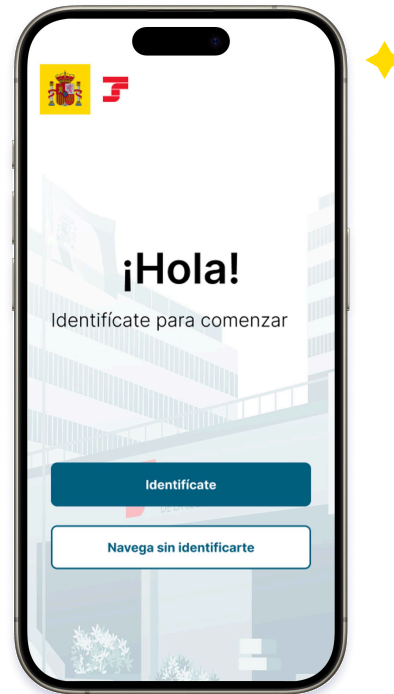 ¡Hola!
Identifícate para comenzar
Identifícate
Navega sin identificarte